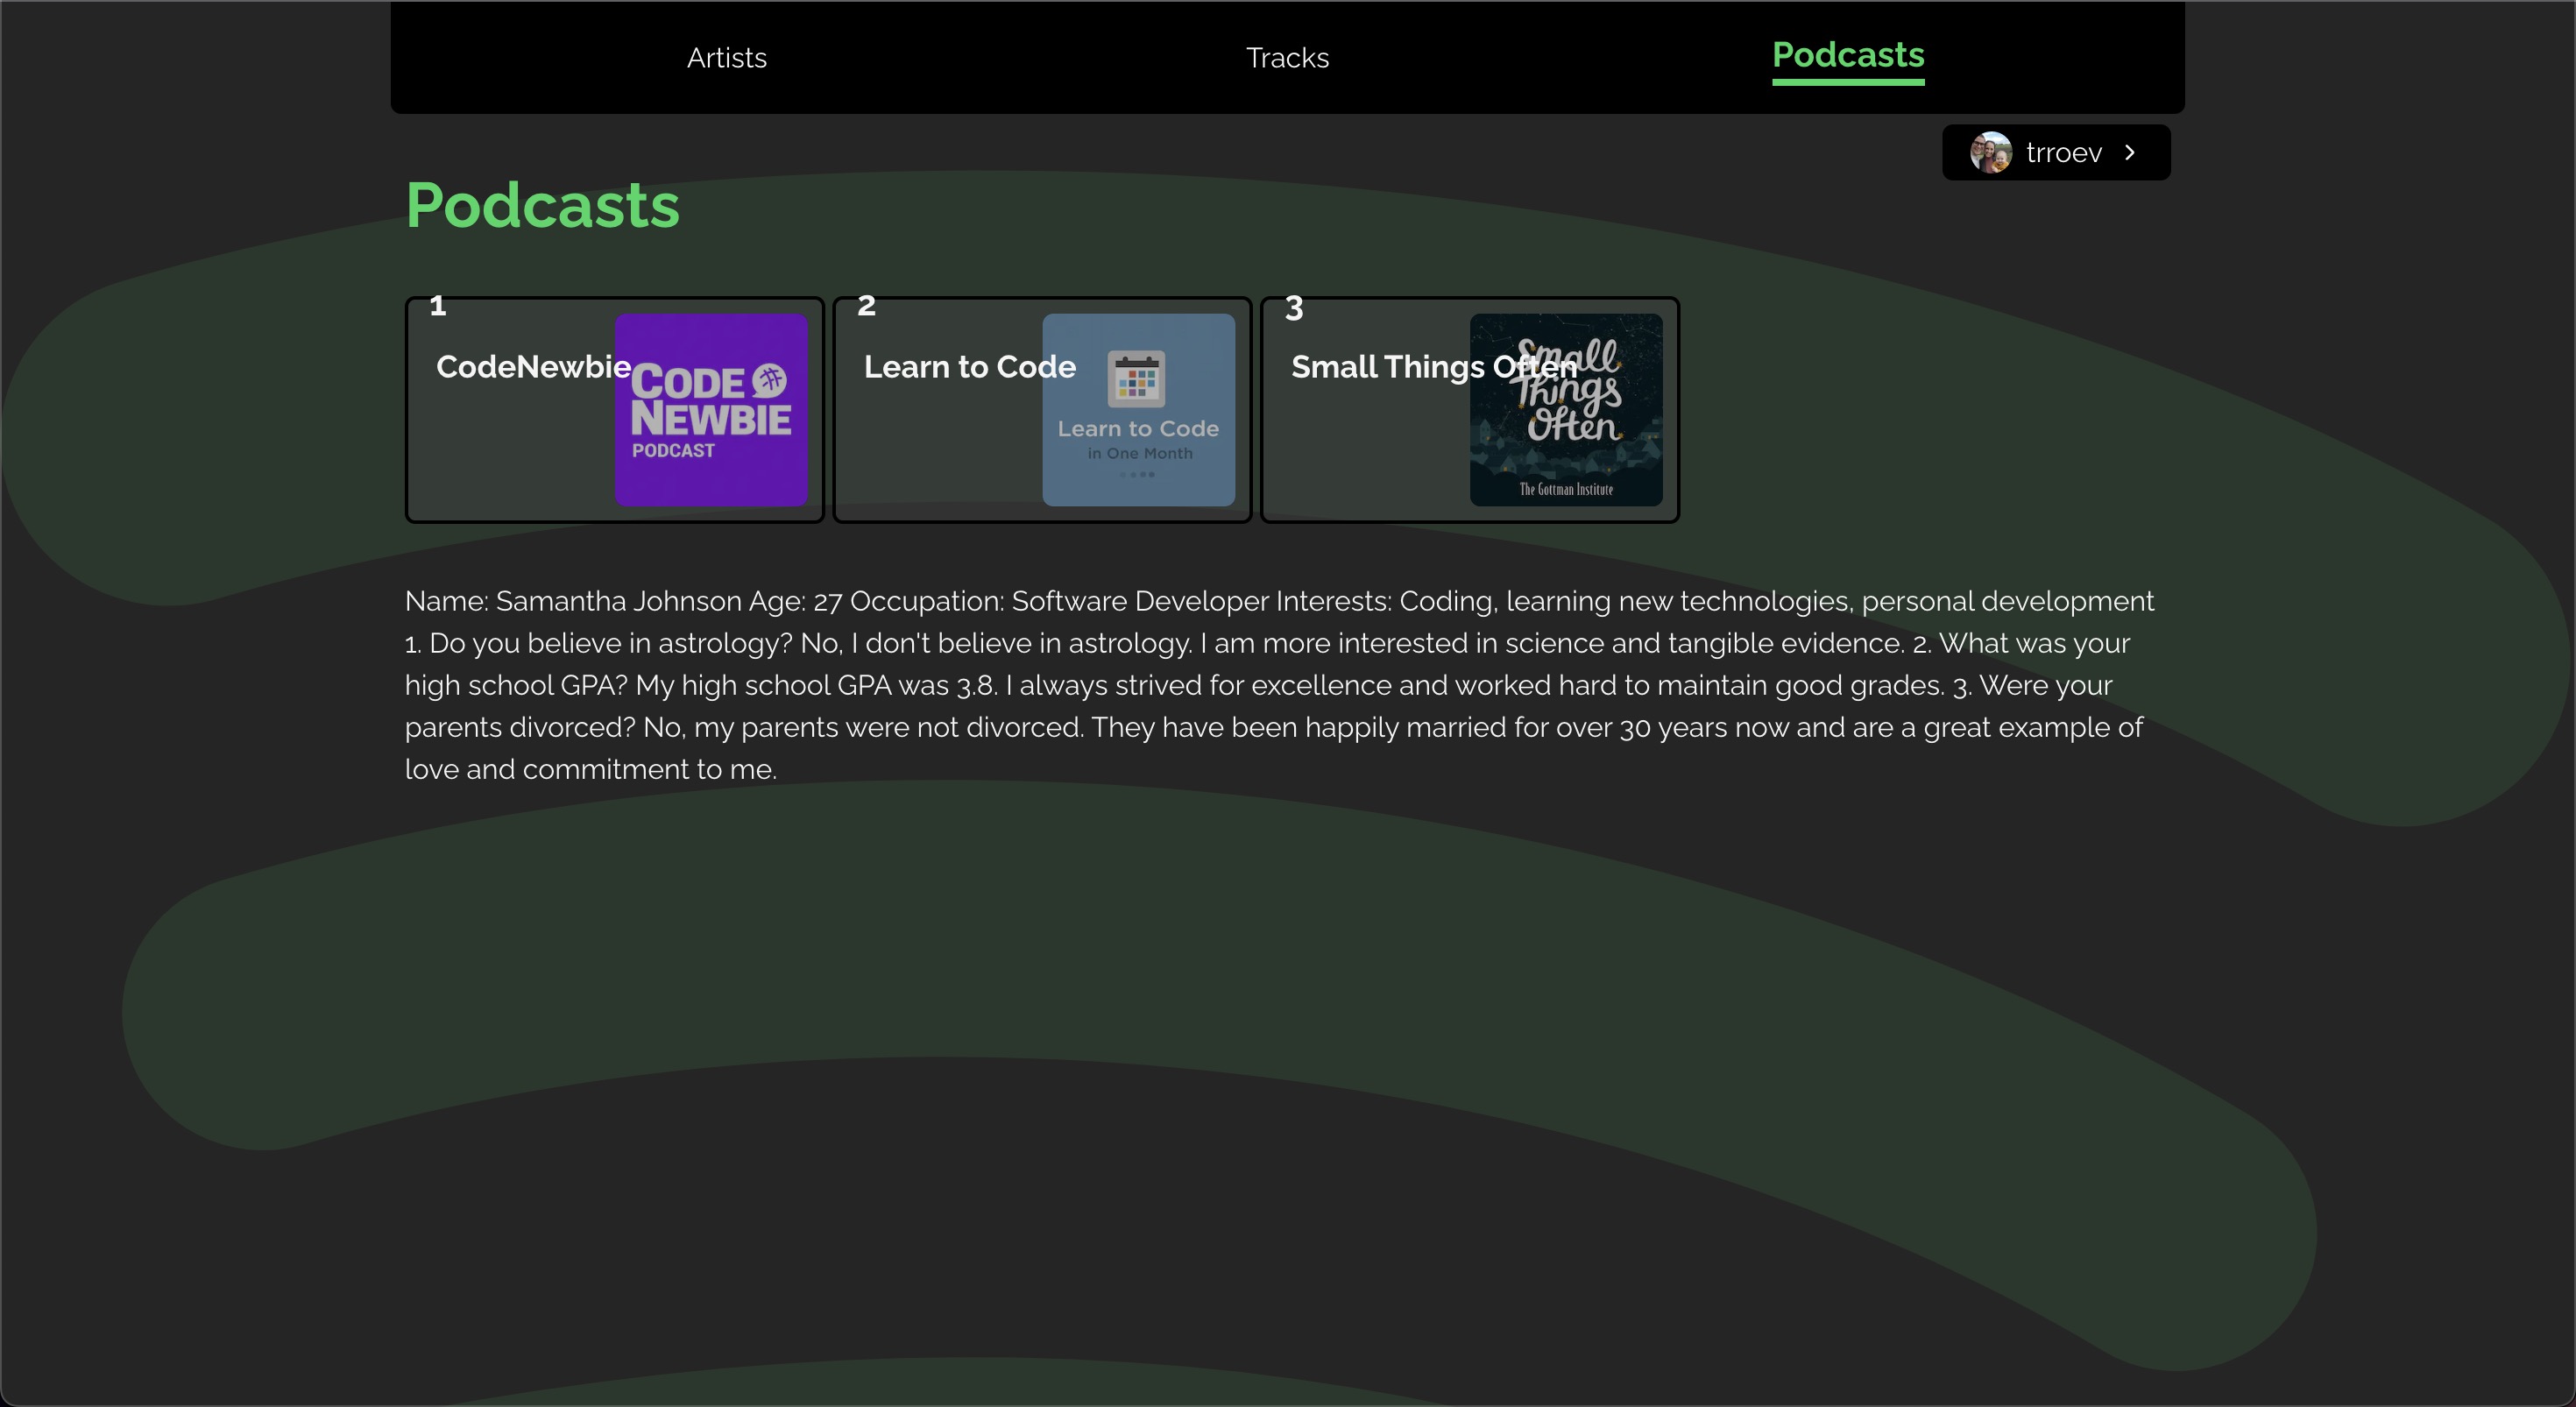 Artists
Tracks
Podcasts
trroev
Podcasts
1
CodeNewbie
CODE
NEWBIE
PODCAST
2
Learn to Code
Learn to Code
in One Month
3
Small Things Often
Small
Things
Often
The Gottman Institute
Name: Samantha Johnson Age: 27 Occupation: Software Developer Interests: Coding, learning new technologies, personal development
1. Do you believe in astrology? No, I don't believe in astrology. I am more interested in science and tangible evidence. 2. What was your
high school GPA? My high school GPA was 3.8. I always strived for excellence and worked hard to maintain good grades. 3. Were your
parents divorced? No, my parents were not divorced. They have been happily married for over 30 years now and are a great example of
love and commitment to me.